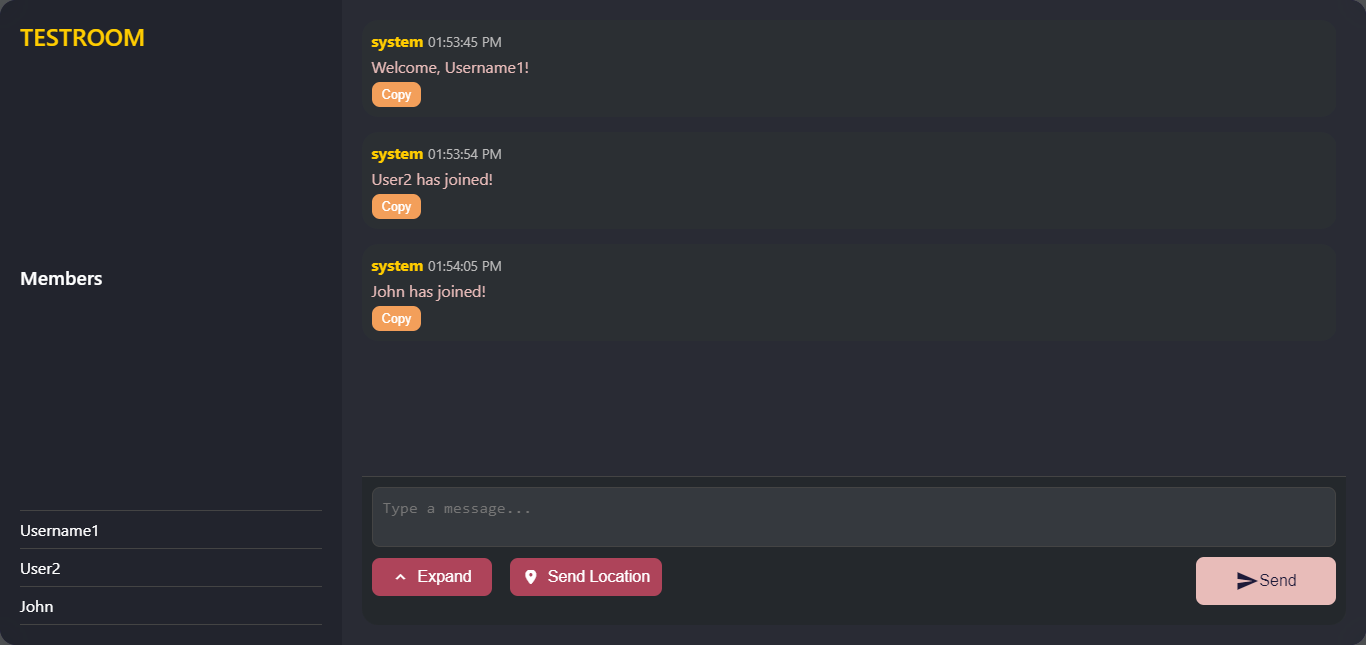 TESTROOM
Members
Username1
User2
John
system 01:53:45 PM
Welcome, Username1!
Copy
system 01:53:54 PM
User2 has joined!
Copy
system 01:54:05 PM
John has joined!
Copy
Type a message...
Expand
Send Location
Send